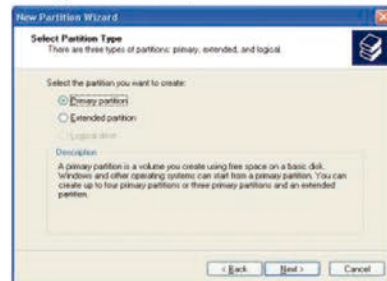 New Partition Wizard
Select Partition Type
There are three types of partitions: primary, extended, and logical.
Select the partition you want to create:
Primary partition
Extended partition
Logical drive
Description
A primary partition is a volume you create using free space on a basic disk.
Windows and other operating systems can start from a primary partition. You can
create up to four primary partitions or three primary partitions and an extended
partition.
< Back
Next >
Cancel